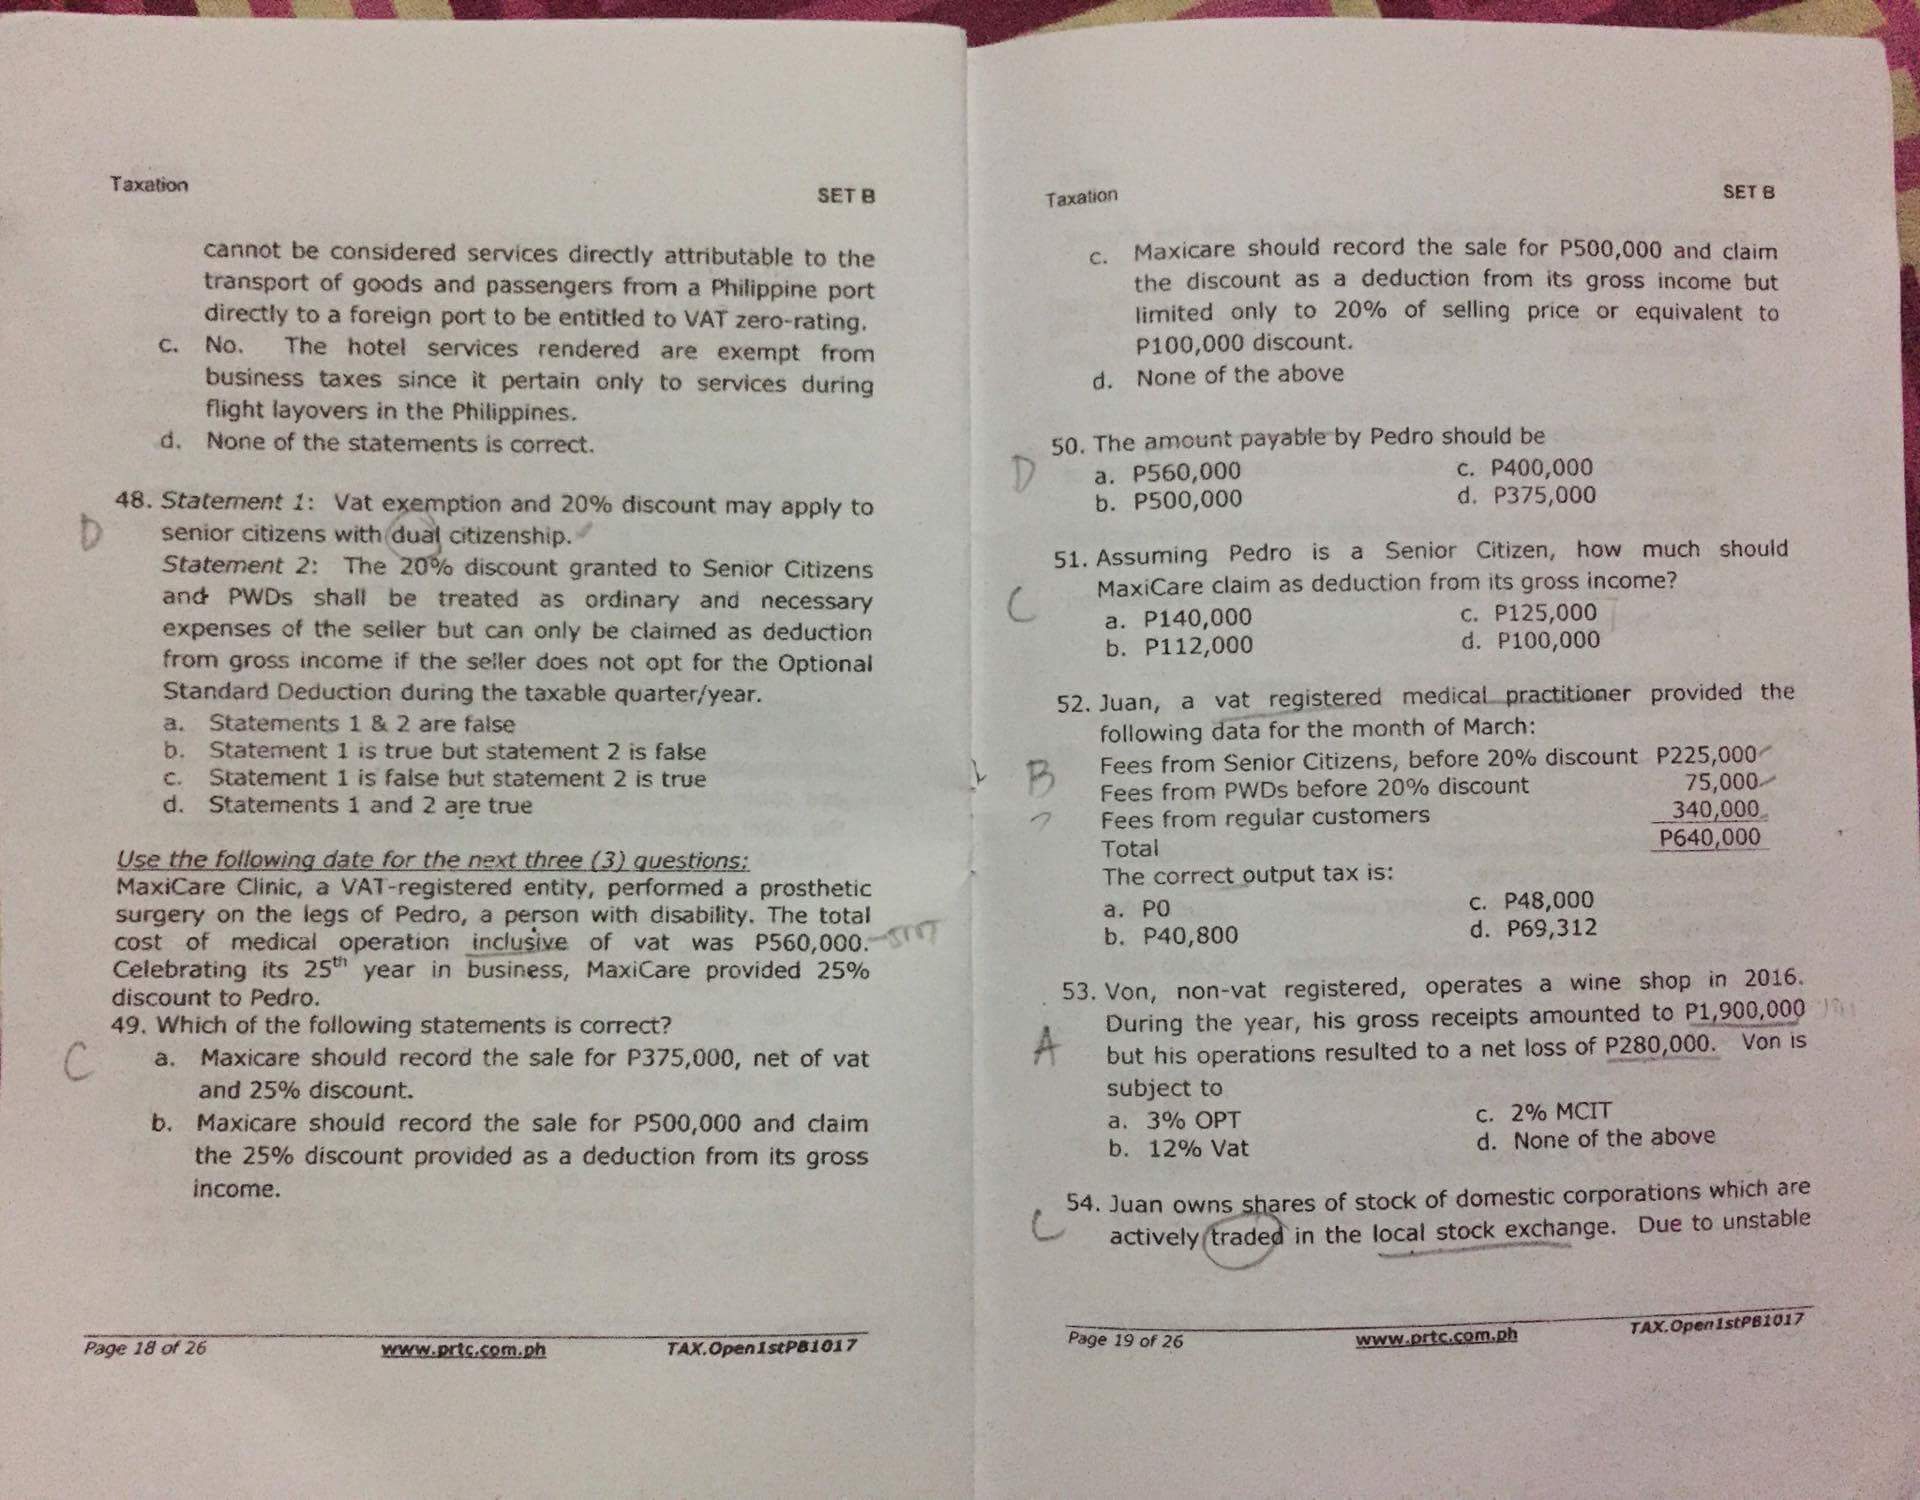 Taxation
SET B
cannot be considered services directly attributable to the
transport of goods and passengers from a Philippine port
directly to a foreign port to be entitled to VAT zero-rating.
c. No. The hotel services rendered are exempt from
business taxes since it pertain only to services during
flight layovers in the Philippines.
d. None of the statements is correct.
48. Statement 1: Vat exemption and 20% discount may apply to
D
senior citizens with dual citizenship.
Statement 2: The 20% discount granted to Senior Citizens
and PWDs shall be treated as ordinary and necessary
expenses of the seller but can only be claimed as deduction
from gross income if the seller does not opt for the Optional
Standard Deduction during the taxable quarter/year.
a. Statements 1 & 2 are false
b. Statement 1 is true but statement 2 is false
c. Statement 1 is false but statement 2 is true
d. Statements 1 and 2 are true
Use the following date for the next three (3) questions:
MaxiCare Clinic, a VAT-registered entity, performed a prosthetic
surgery on the legs of Pedro, a person with disability. The total
cost of medical operation inclusive of vat was P560,000.
Celebrating its 25th year in business, MaxiCare provided 25%
discount to Pedro.
49. Which of the following statements is correct?
C
a. Maxicare should record the sale for P375,000, net of vat
and 25% discount.
b. Maxicare should record the sale for P500,000 and claim
the 25% discount provided as a deduction from its gross
income.
Page 18 of 26
www.prtc.com.ph
TAX.Open1stPB1017
Taxation
SET B
c. Maxicare should record the sale for P500,000 and claim
the discount as a deduction from its gross income but
limited only to 20% of selling price or equivalent to
P100,000 discount.
d. None of the above
50. The amount payable by Pedro should be
D
a. P560,000 c. P400,000
b. P500,000 d. P375,000
51. Assuming Pedro is a Senior Citizen, how much should
MaxiCare claim as deduction from its gross income?
C
a. P140,000 c. P125,000
b. P112,000 d. P100,000
52. Juan, a vat registered medical practitioner provided the
following data for the month of March:
Fees from Senior Citizens, before 20% discount P225,000
B
Fees from PWDs before 20% discount 75,000
? Fees from regular customers 340,000
Total P640,000
The correct output tax is:
a. P0 c. P48,000
b. P40,800 d. P69,312
53. Von, non-vat registered, operates a wine shop in 2016.
During the year, his gross receipts amounted to P1,900,000
A
but his operations resulted to a net loss of P280,000. Von is
subject to
a. 3% OPT c. 2% MCIT
b. 12% Vat d. None of the above
54. Juan owns shares of stock of domestic corporations which are
C
actively traded in the local stock exchange. Due to unstable
Page 19 of 26
www.prtc.com.ph
TAX.Open1stPB1017